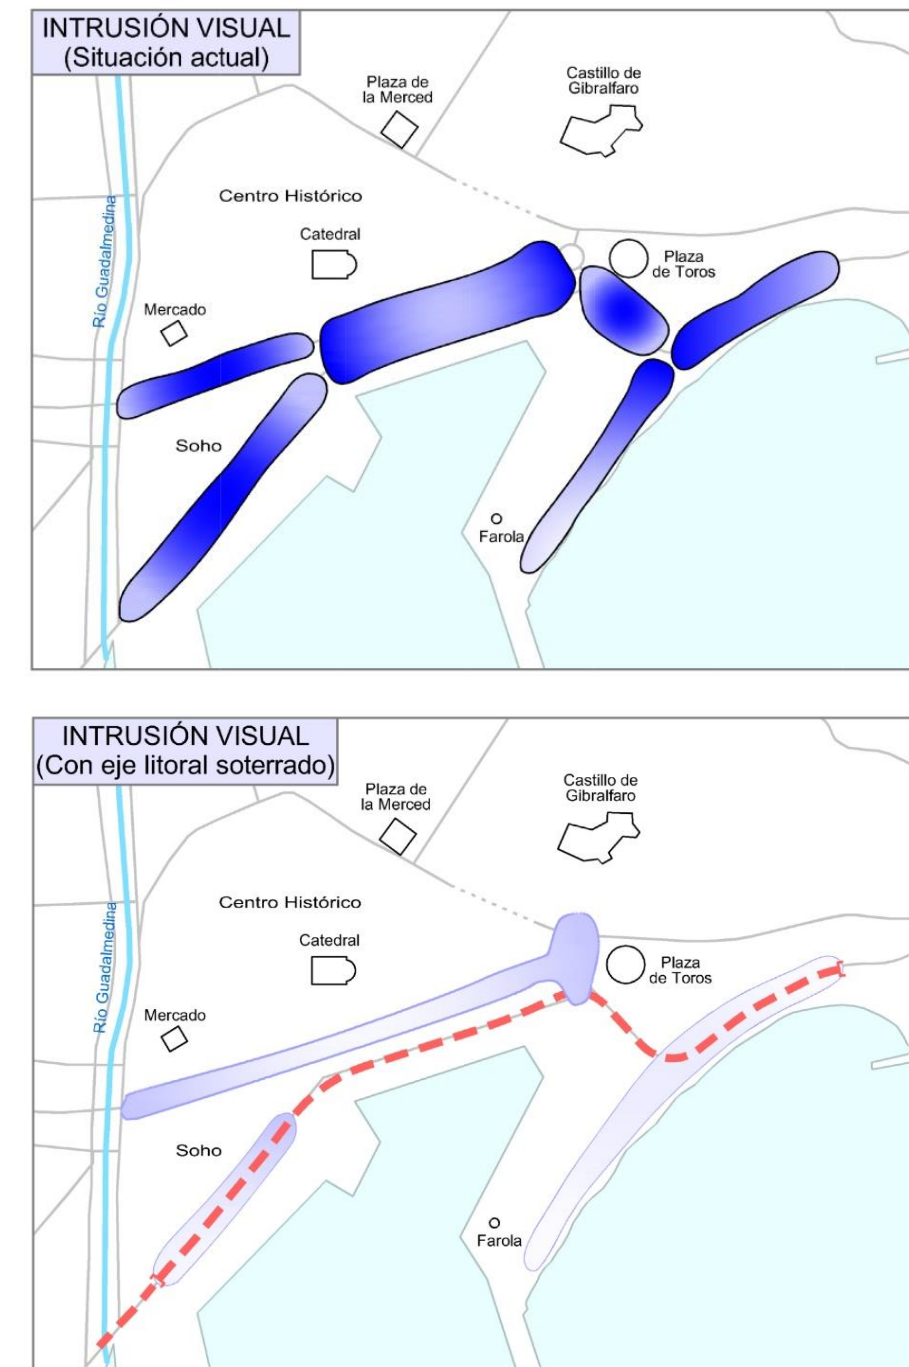 INTRUSIÓN VISUAL
(Situación actual)
Plaza de
la Merced
Castillo de
Gibralfaro
Centro Histórico
Río Guadalmedina
Catedral
Plaza
de Toros
Mercado
Soho
Farola
INTRUSIÓN VISUAL
(Con eje litoral soterrado)
Plaza de
la Merced
Castillo de
Gibralfaro
Centro Histórico
Río Guadalmedina
Catedral
Plaza
de Toros
Mercado
Soho
Farola